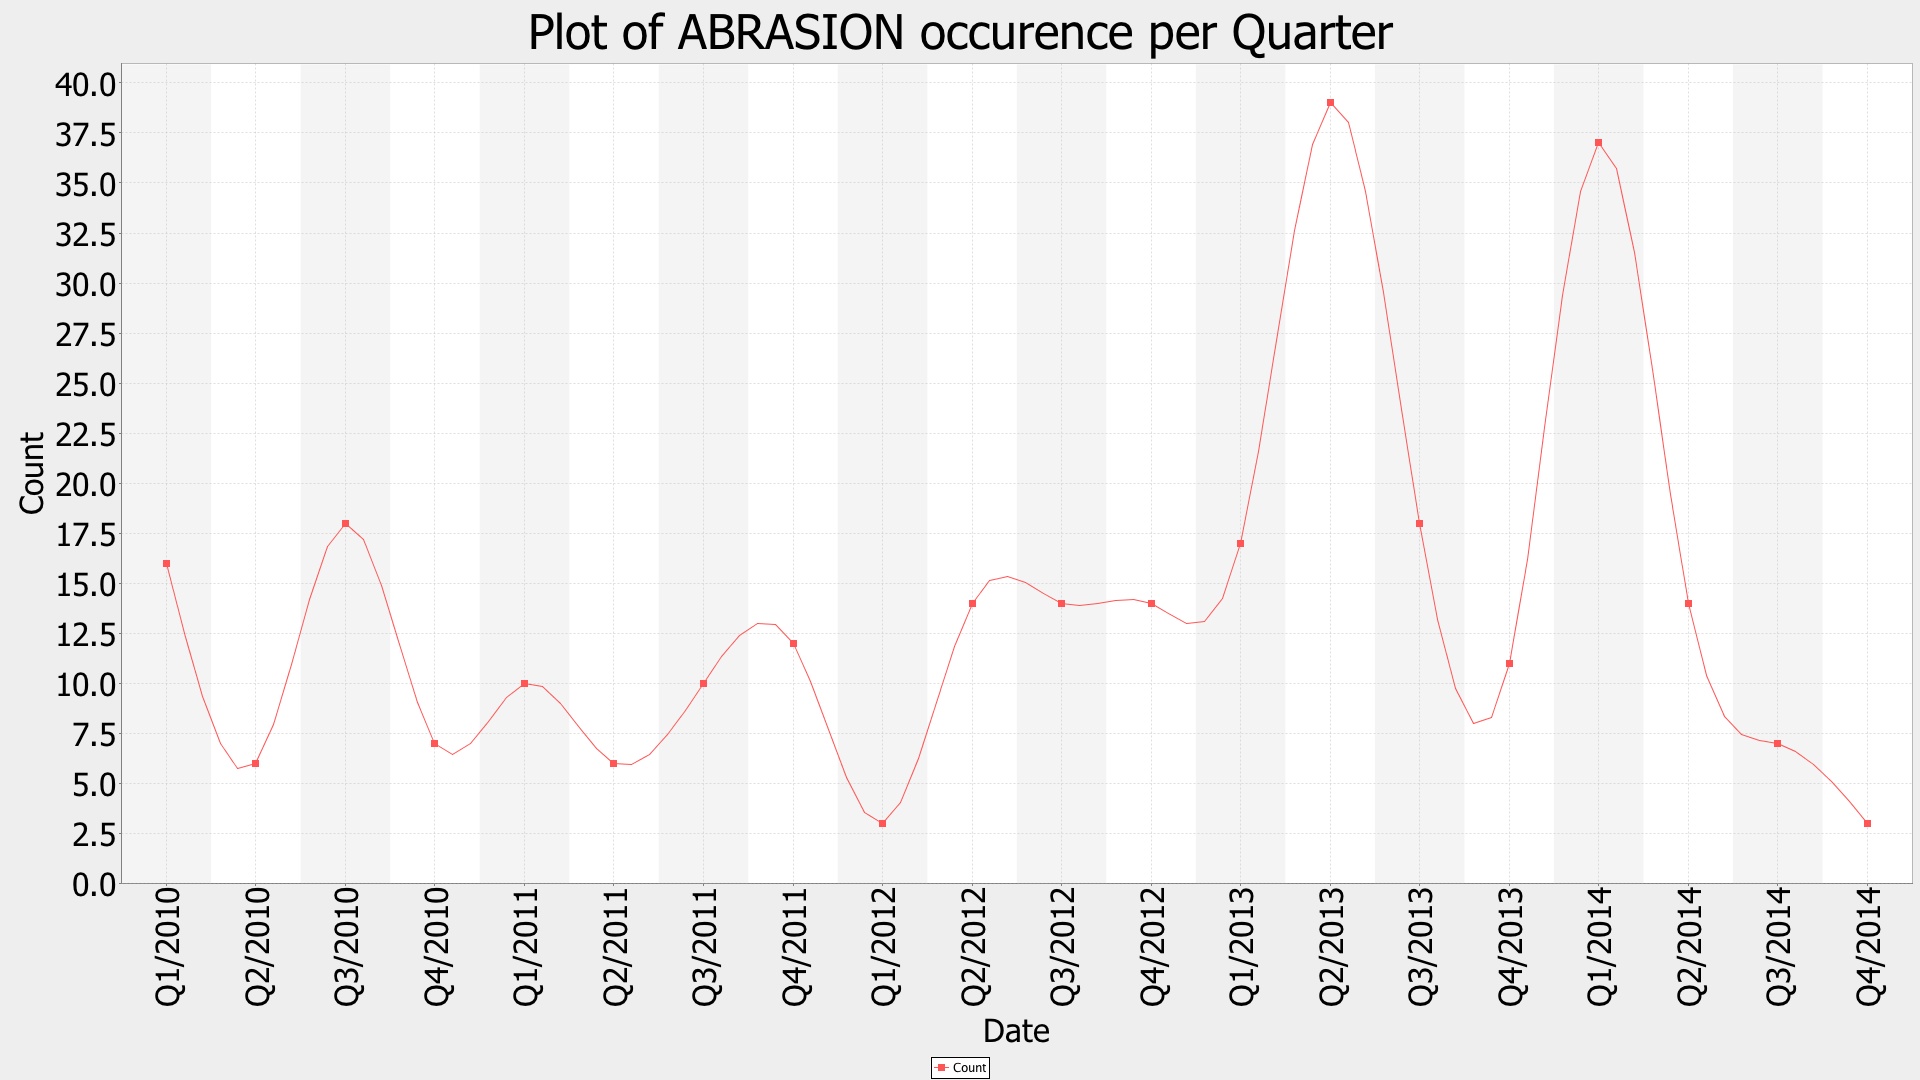 Plot of ABRASION occurence per Quarter
40.0
37.5
35.0
32.5
30.0
27.5
25.0
22.5
20.0
17.5
15.0
12.5
10.0
7.5
5.0
2.5
0.0
Count
Q1/2010
Q2/2010
Q3/2010
Q4/2010
Q1/2011
Q2/2011
Q3/2011
Q4/2011
Q1/2012
Q2/2012
Q3/2012
Q4/2012
Q1/2013
Q2/2013
Q3/2013
Q4/2013
Q1/2014
Q2/2014
Q3/2014
Q4/2014
Date
Count